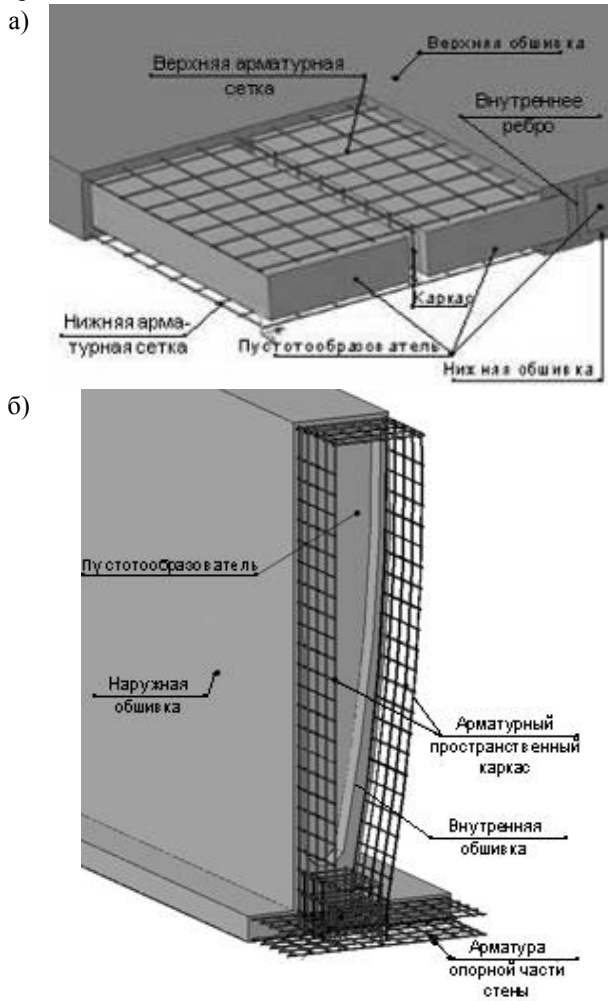 а)
Верхняя обшивка
Верхняя арматурная
сетка
Внутреннее
ребро
Каркас
Нижняя арма-
турная сетка
Пустотообразователь
Нижняя обшивка
б)
Пустотообразователь
Наружная
обшивка
Арматурный
пространственный
каркас
Внутренняя
обшивка
Арматура
опорной части
стены